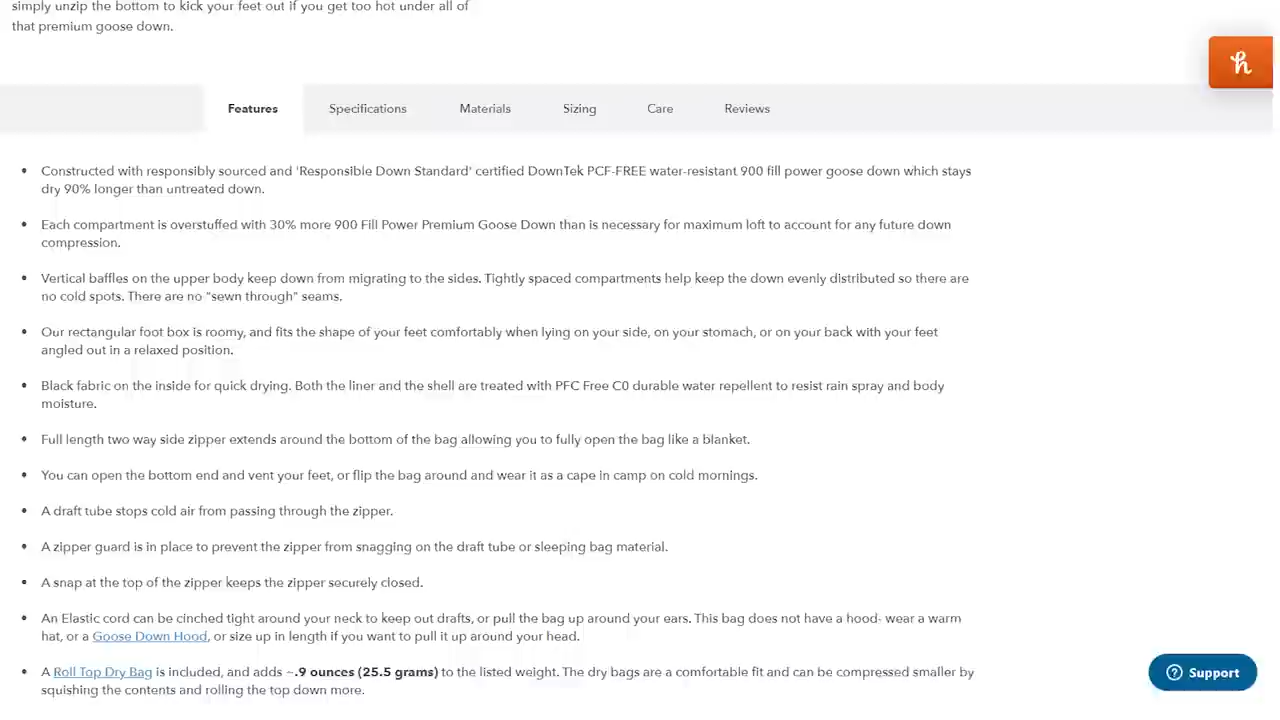 simply unzip the bottom to kick your feet out if you get too hot under all of
that premium goose down.
Features
Specifications
Materials
Sizing
Care
Reviews
• Constructed with responsibly sourced and 'Responsible Down Standard' certified DownTek PCF-FREE water-resistant 900 fill power goose down which stays
dry 90% longer than untreated down.
• Each compartment is overstuffed with 30% more 900 Fill Power Premium Goose Down than is necessary for maximum loft to account for any future down
compression.
• Vertical baffles on the upper body keep down from migrating to the sides. Tightly spaced compartments help keep the down evenly distributed so there are
no cold spots. There are no "sewn through" seams.
• Our rectangular foot box is roomy, and fits the shape of your feet comfortably when lying on your side, on your stomach, or on your back with your feet
angled out in a relaxed position.
• Black fabric on the inside for quick drying. Both the liner and the shell are treated with PFC Free C0 durable water repellent to resist rain spray and body
moisture.
• Full length two way side zipper extends around the bottom of the bag allowing you to fully open the bag like a blanket.
• You can open the bottom end and vent your feet, or flip the bag around and wear it as a cape in camp on cold mornings.
• A draft tube stops cold air from passing through the zipper.
• A zipper guard is in place to prevent the zipper from snagging on the draft tube or sleeping bag material.
• A snap at the top of the zipper keeps the zipper securely closed.
• An Elastic cord can be cinched tight around your neck to keep out drafts, or pull the bag up around your ears. This bag does not have a hood- wear a warm
hat, or a Goose Down Hood, or size up in length if you want to pull it up around your head.
• A Roll Top Dry Bag is included, and adds ~.9 ounces (25.5 grams) to the listed weight. The dry bags are a comfortable fit and can be compressed smaller by
squishing the contents and rolling the top down more.
h
Support